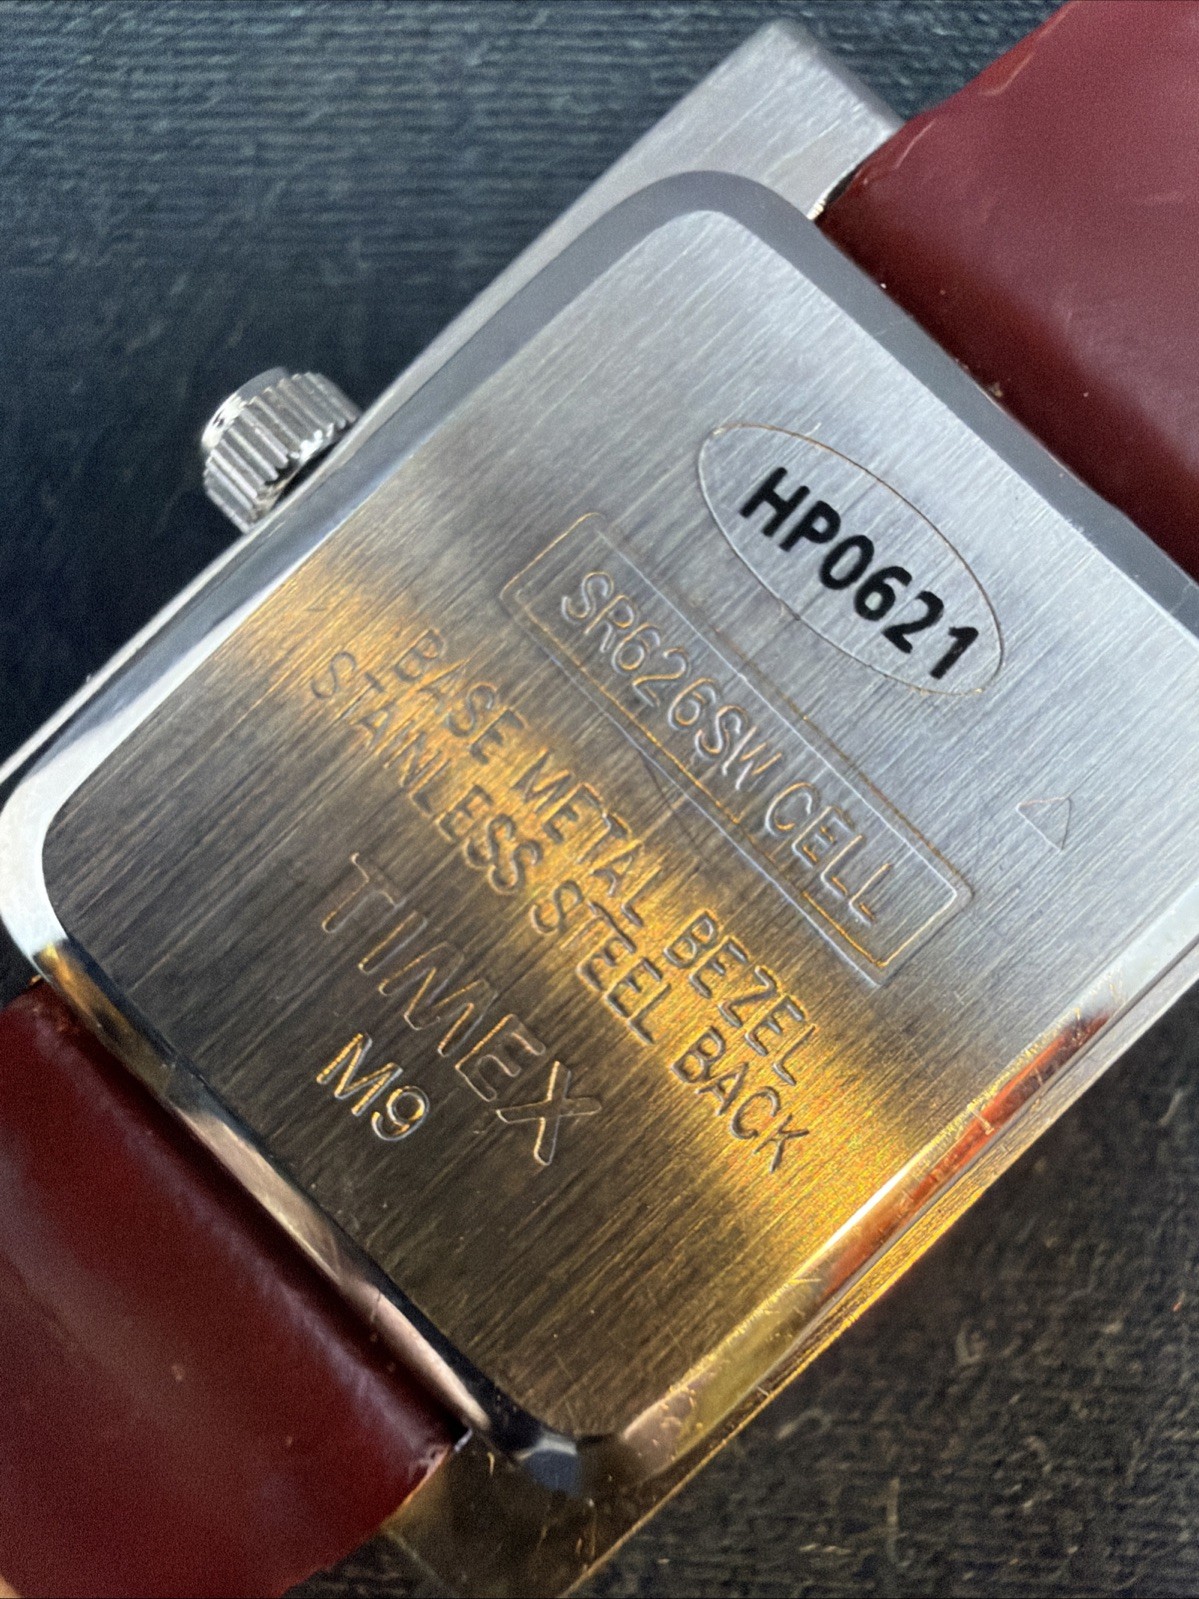 HP0621
SR626SW CELL
BASE METAL BEZEL
STAINLESS STEEL BACK
TIMEX
M9